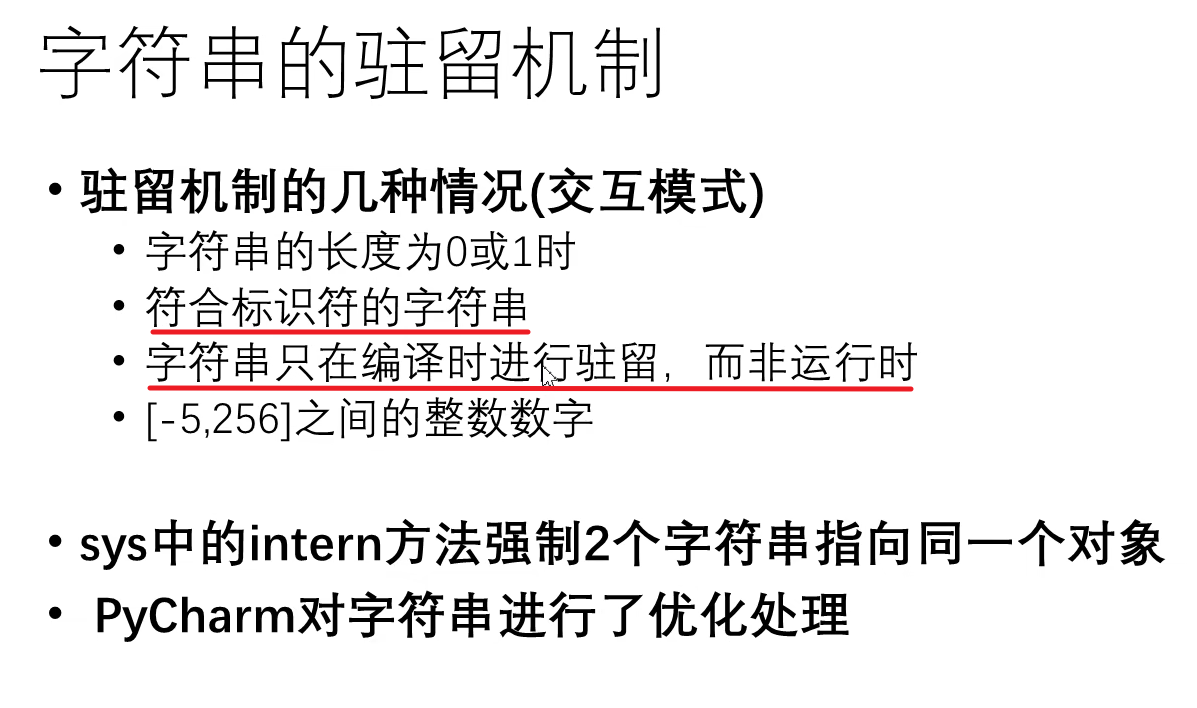 字符串的驻留机制
• 驻留机制的几种情况(交互模式)
• 字符串的长度为0或1时
• 符合标识符的字符串
• 字符串只在编译时进行驻留，而非运行时
• [-5,256]之间的整数数字
• sys中的intern方法强制2个字符串指向同一个对象
• PyCharm对字符串进行了优化处理